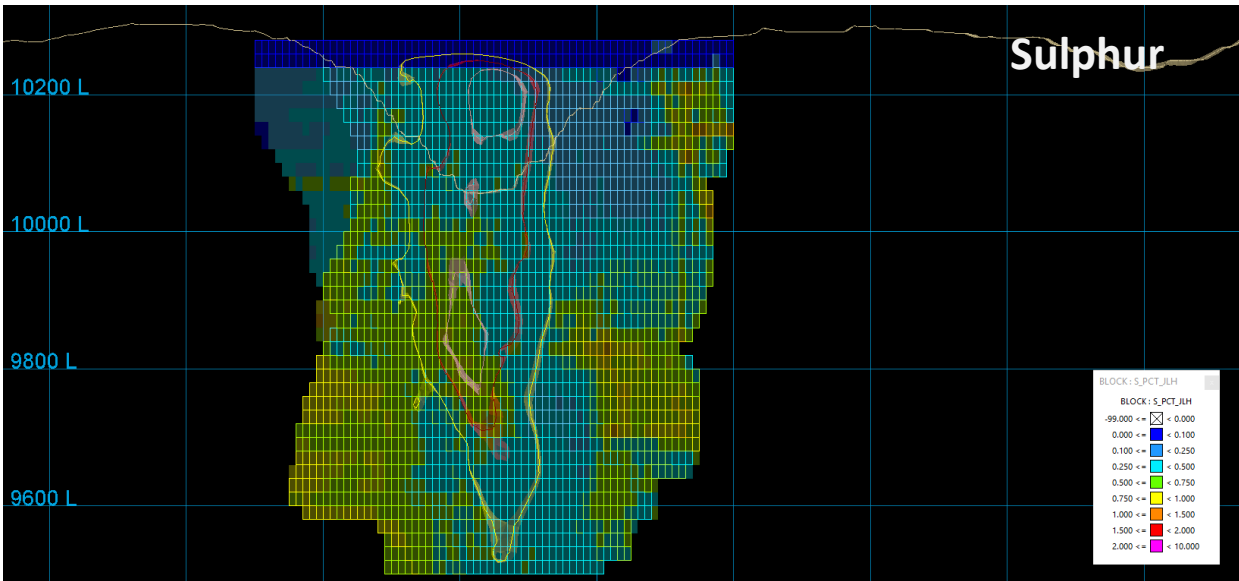 Sulphur
10200 L
10000 L
9800 L
9600 L
BLOCK : S_PCT_JLH
BLOCK : S_PCT_JLH
-99.000 <= < 0.000
0.000 <= < 0.100
0.100 <= < 0.250
0.250 <= < 0.500
0.500 <= < 0.750
0.750 <= < 1.000
1.000 <= < 1.500
1.500 <= < 2.000
2.000 <= < 10.000